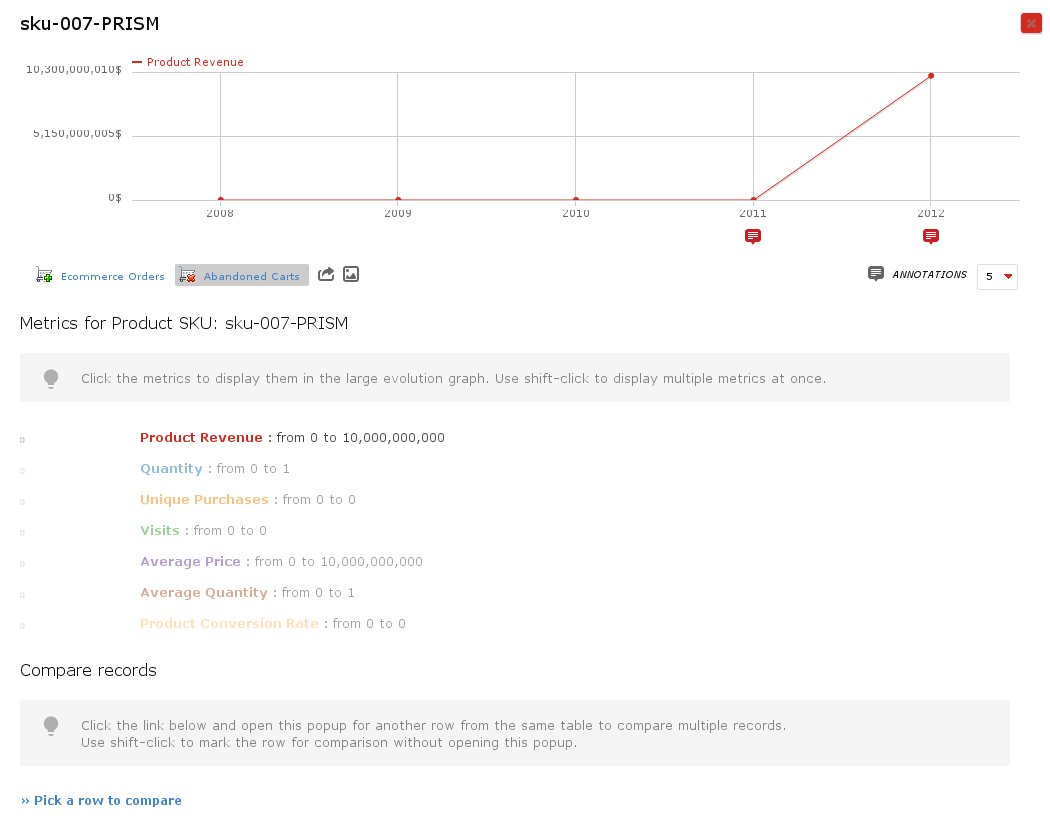 sku-007-PRISM
Product Revenue
10,300,000,010$
5,150,000,005$
0$
2008 2009 2010 2011 2012
Ecommerce Orders Abandoned Carts ANNOTATIONS 5
Metrics for Product SKU: sku-007-PRISM
Click the metrics to display them in the large evolution graph. Use shift-click to display multiple metrics at once.
Product Revenue : from 0 to 10,000,000,000
Quantity : from 0 to 1
Unique Purchases : from 0 to 0
Visits : from 0 to 0
Average Price : from 0 to 10,000,000,000
Average Quantity : from 0 to 1
Product Conversion Rate : from 0 to 0
Compare records
Click the link below and open this popup for another row from the same table to compare multiple records.
Use shift-click to mark the row for comparison without opening this popup.
» Pick a row to compare